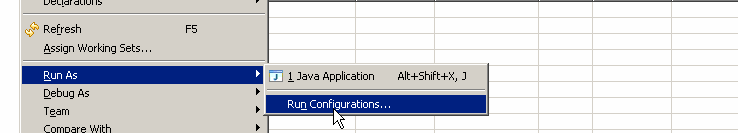 Declarations
Refresh F5
Assign Working Sets...
Run As
1 Java Application Alt+Shift+X, J
Debug As
Run Configurations...
Team
Compare With